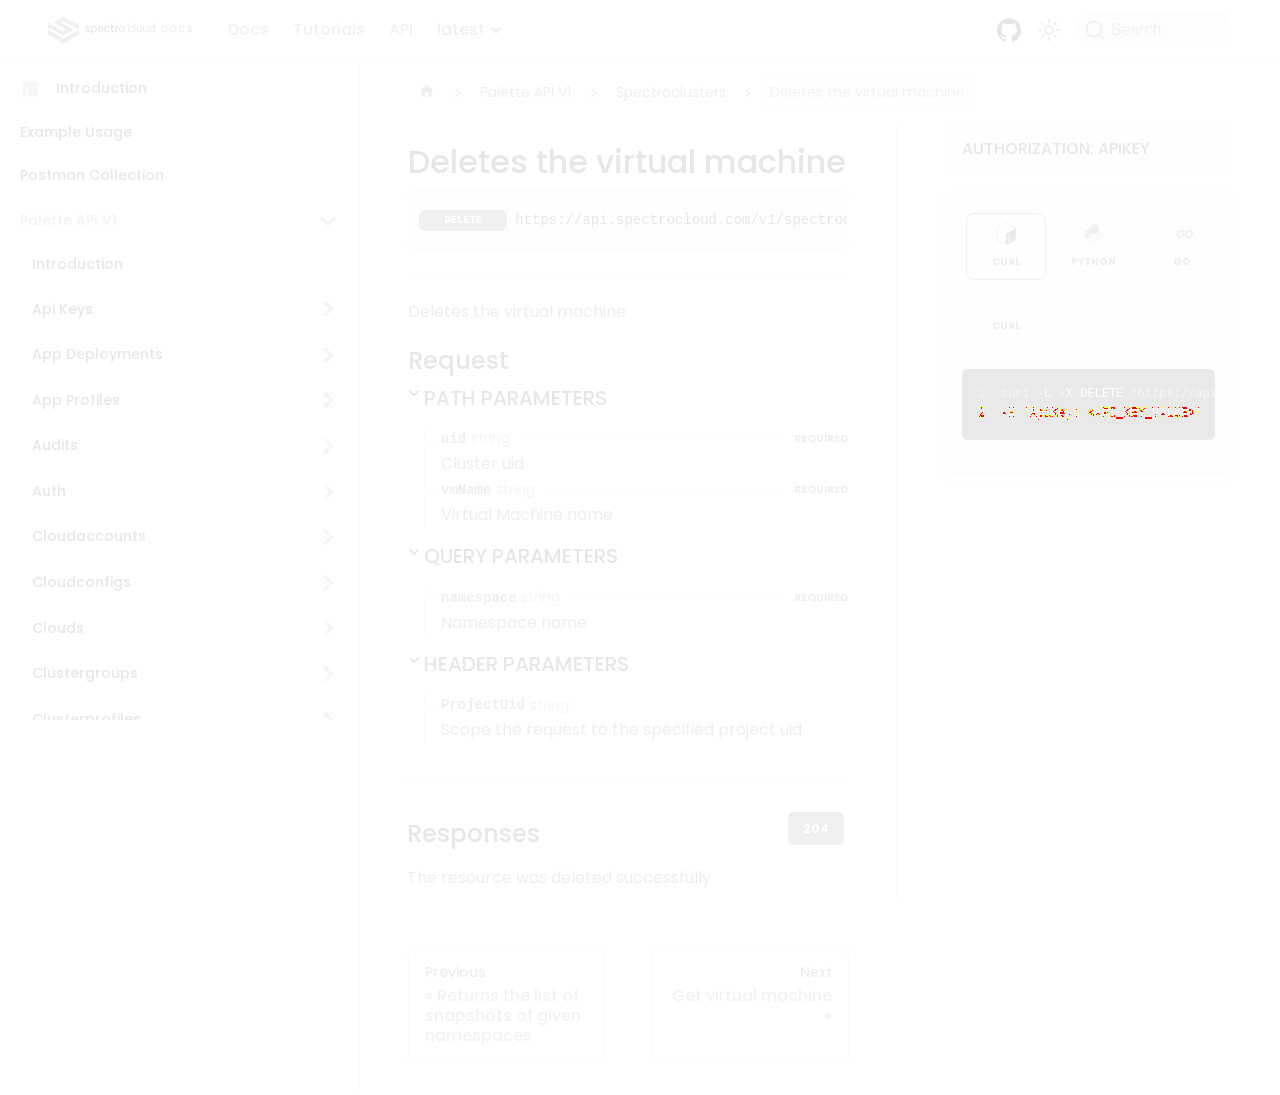 spectro cloud DOCS
Docs
Tutorials
API
latest
Search
Introduction
Example Usage
Postman Collection
Palette API V1
Introduction
Api Keys
App Deployments
App Profiles
Audits
Auth
Cloudaccounts
Cloudconfigs
Clouds
Clustergroups
Clusterprofiles
Palette API V1
Spectroclusters
Deletes the virtual machine
Deletes the virtual machine
DELETE https://api.spectrocloud.com/v1/spectroc
Deletes the virtual machine
Request
PATH PARAMETERS
uid string REQUIRED
Cluster uid
vmName string REQUIRED
Virtual Machine name
QUERY PARAMETERS
namespace string REQUIRED
Namespace name
HEADER PARAMETERS
ProjectUid string
Scope the request to the specified project uid
Responses
204
The resource was deleted successfully
Previous
« Returns the list of
snapshots of given
namespaces
Next
Get virtual machine
»
AUTHORIZATION: APIKEY
CURL
PYTHON
GO
CURL
1 curl -L -X DELETE 'https://api
2 -H 'ApiKey: <API_KEY_VALUE>'